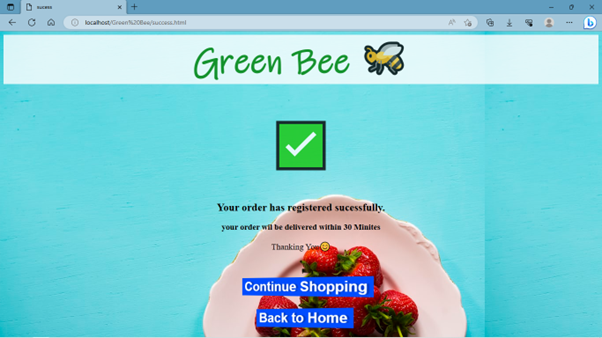 sucess
localhost/Green%20Bee/success.html
Green Bee
Your order has registered sucessfully.
your order wil be delivered within 30 Minites
Thanking You
Continue Shopping
Back to Home